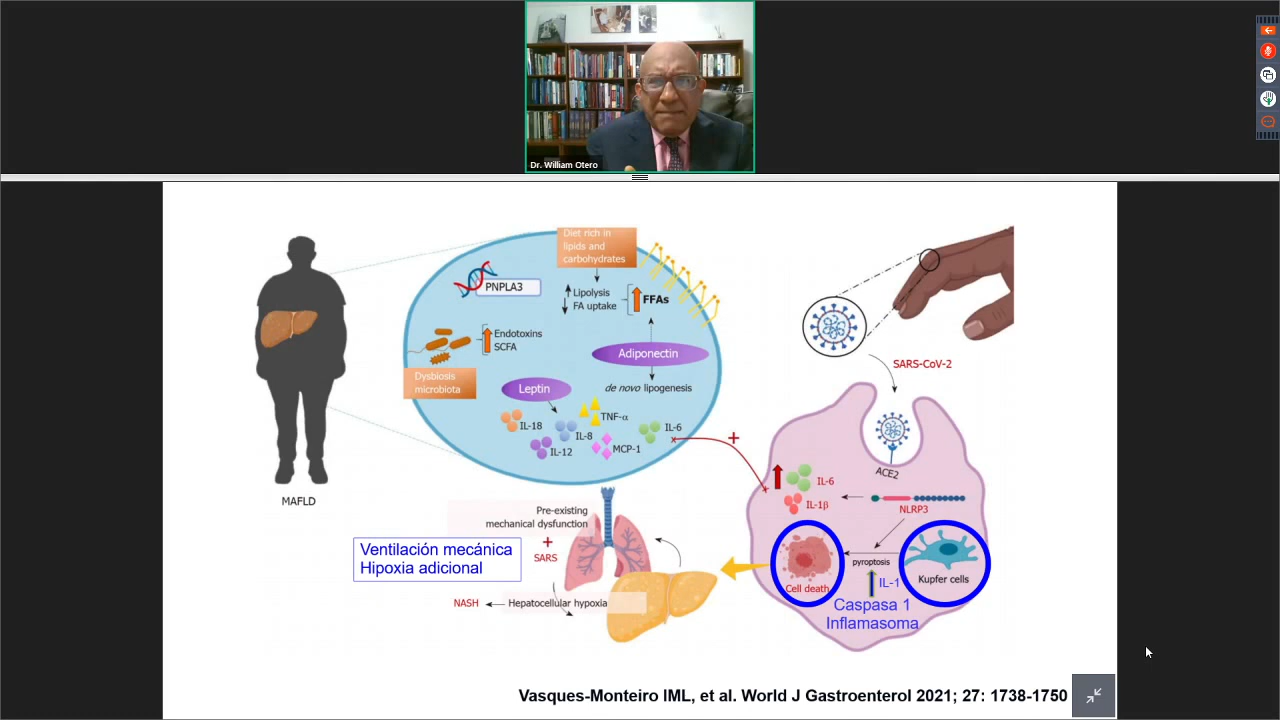 Dr. William Otero
Diet rich in
lipids and
carbohydrates
PNPLA3
Lipolysis
FA uptake
FFAs
Endotoxins
SCFA
Adiponectin
Dysbiosis
microbiota
Leptin
de novo lipogenesis
TNF-α
IL-18
IL-8
IL-6
IL-12
MCP-1
MAFLD
SARS-CoV-2
+
ACE2
IL-6
IL-1β
NLRP3
Pre-existing
mechanical dysfunction
+
SARS
Ventilación mecánica
Hipoxia adicional
NASH
Hepatocellular hypoxia
pyroptosis
Cell death
IL-1
Kupfer cells
Caspasa 1
Inflamasoma
Vasques-Monteiro IML, et al. World J Gastroenterol 2021; 27: 1738-1750